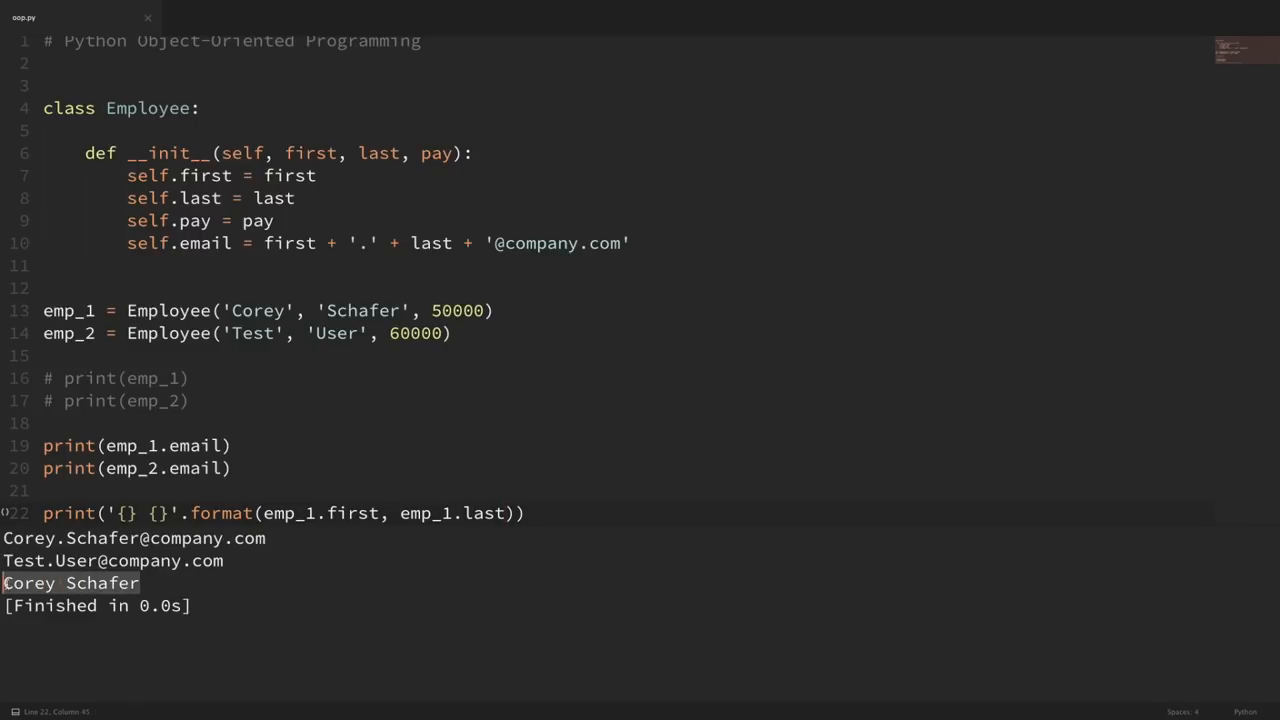 oop.py
1 # Python Object-Oriented Programming
2
3
4 class Employee:
5
6     def __init__(self, first, last, pay):
7         self.first = first
8         self.last = last
9         self.pay = pay
10         self.email = first + '.' + last + '@company.com'
11
12
13 emp_1 = Employee('Corey', 'Schafer', 50000)
14 emp_2 = Employee('Test', 'User', 60000)
15
16 # print(emp_1)
17 # print(emp_2)
18
19 print(emp_1.email)
20 print(emp_2.email)
21
22 print('{} {}'.format(emp_1.first, emp_1.last))
Corey.Schafer@company.com
Test.User@company.com
Corey Schafer
[Finished in 0.0s]
Line 22, Column 45 Spaces: 4 Python